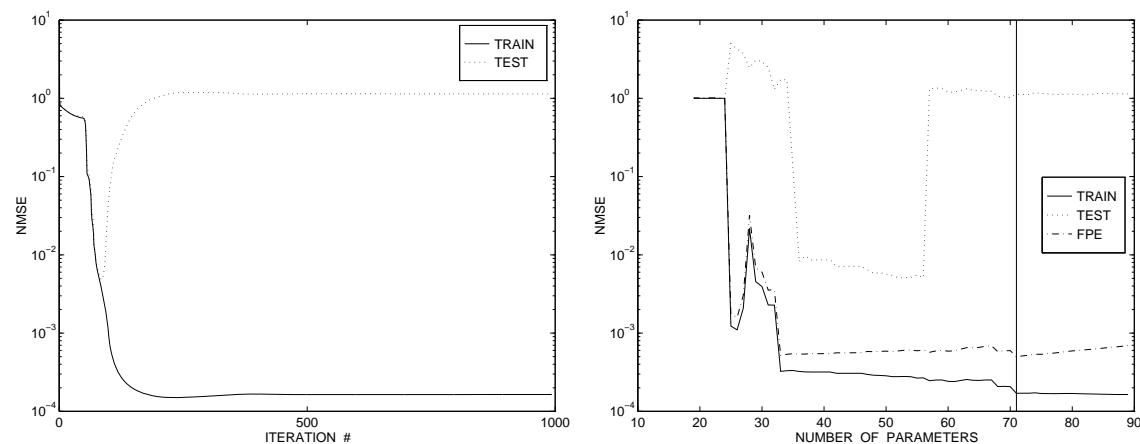 10^1
10^0
10^-1
10^-2
10^-3
10^-4
NMSE
0
500
1000
ITERATION #
TRAIN
TEST
10^1
10^0
10^-1
10^-2
10^-3
10^-4
NMSE
10
20
30
40
50
60
70
80
90
NUMBER OF PARAMETERS
TRAIN
TEST
FPE